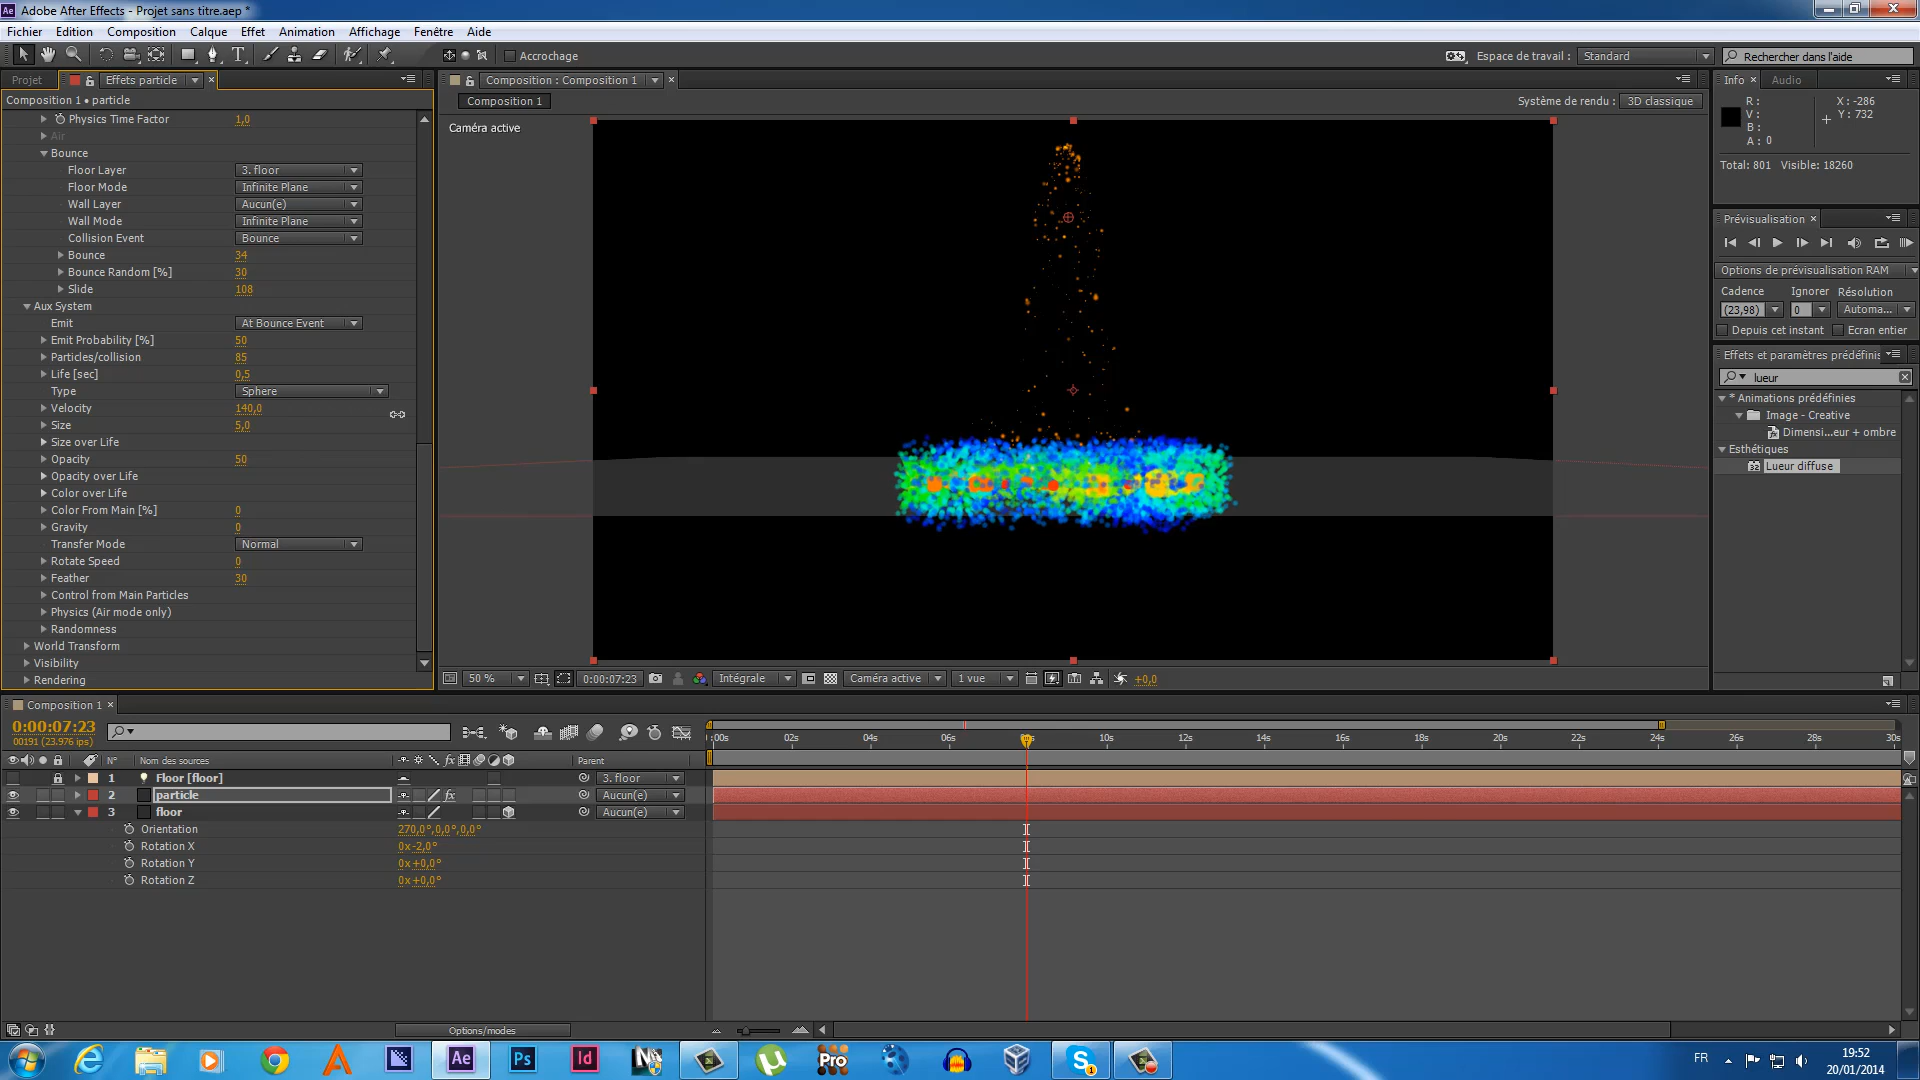 Adobe After Effects - Projet sans titre.aep *
Fichier Edition Composition Calque Effet Animation Affichage Fenêtre Aide
Accrochage
Espace de travail : Standard
Rechercher dans l'aide
Projet
Effets particle
Composition : Composition 1
Composition 1 • particle
Composition 1
Système de rendu : 3D classique
Info Audio
R :
V :
B :
A : 0
X : -286
Y : 732
Total: 801 Visible: 18260
Caméra active
Physics Time Factor 1,0
Air
Bounce
Floor Layer 3. floor
Floor Mode Infinite Plane
Wall Layer Aucun(e)
Wall Mode Infinite Plane
Collision Event Bounce
Bounce 34
Bounce Random [%] 30
Slide 108
Aux System
Emit At Bounce Event
Emit Probability [%] 50
Particles/collision 85
Life [sec] 0,5
Type Sphere
Velocity 140,0
Size 5,0
Size over Life
Opacity 50
Opacity over Life
Color over Life
Color From Main [%] 0
Gravity 0
Transfer Mode Normal
Rotate Speed 0
Feather 30
Control from Main Particles
Physics (Air mode only)
Randomness
World Transform
Visibility
Rendering
Prévisualisation
Options de prévisualisation RAM
Cadence Ignorer Résolution
(23,98) 0 Automa...
Depuis cet instant Ecran entier
Effets et paramètres prédéfinis
lueur
* Animations prédéfinies
Image - Creative
Dimensi...eur + ombre
Esthétiques
Lueur diffuse
50 % 0:00:07:23 Intégrale Caméra active 1 vue +0,0
Composition 1
0:00:07:23
00191 (23.976 ips)
N° Nom des sources Parent
1 Floor [floor] 3. floor
2 particle Aucun(e)
3 floor Aucun(e)
Orientation 270,0°,0,0°,0,0°
Rotation X 0x-2,0°
Rotation Y 0x+0,0°
Rotation Z 0x+0,0°
:00s 02s 04s 06s 10s 12s 14s 16s 18s 20s 22s 24s 26s 28s 30s
Options/modes
Ae Ps Id Pro
FR
19:52
20/01/2014